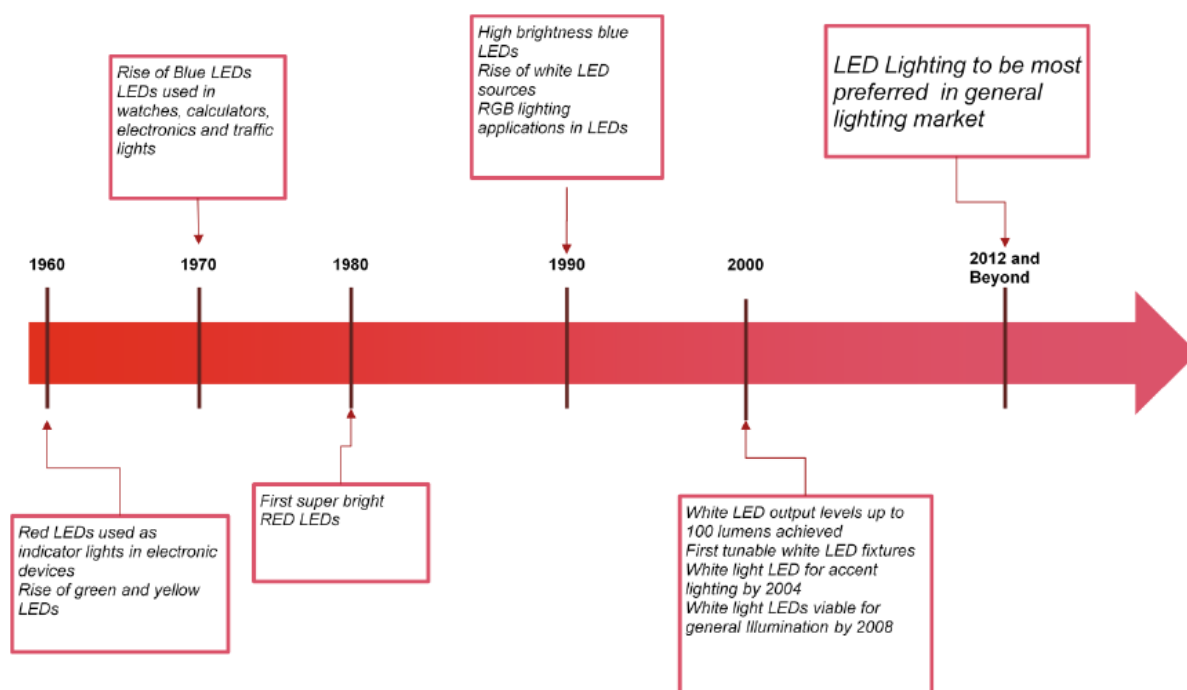 Rise of Blue LEDs
LEDs used in
watches, calculators,
electronics and traffic
lights
High brightness blue
LEDs
Rise of white LED
sources
RGB lighting
applications in LEDs
LED Lighting to be most
preferred in general
lighting market
1960
1970
1980
1990
2000
2012 and
Beyond
Red LEDs used as
indicator lights in electronic
devices
Rise of green and yellow
LEDs
First super bright
RED LEDs
White LED output levels up to
100 lumens achieved
First tunable white LED fixtures
White light LED for accent
lighting by 2004
White light LEDs viable for
general Illumination by 2008